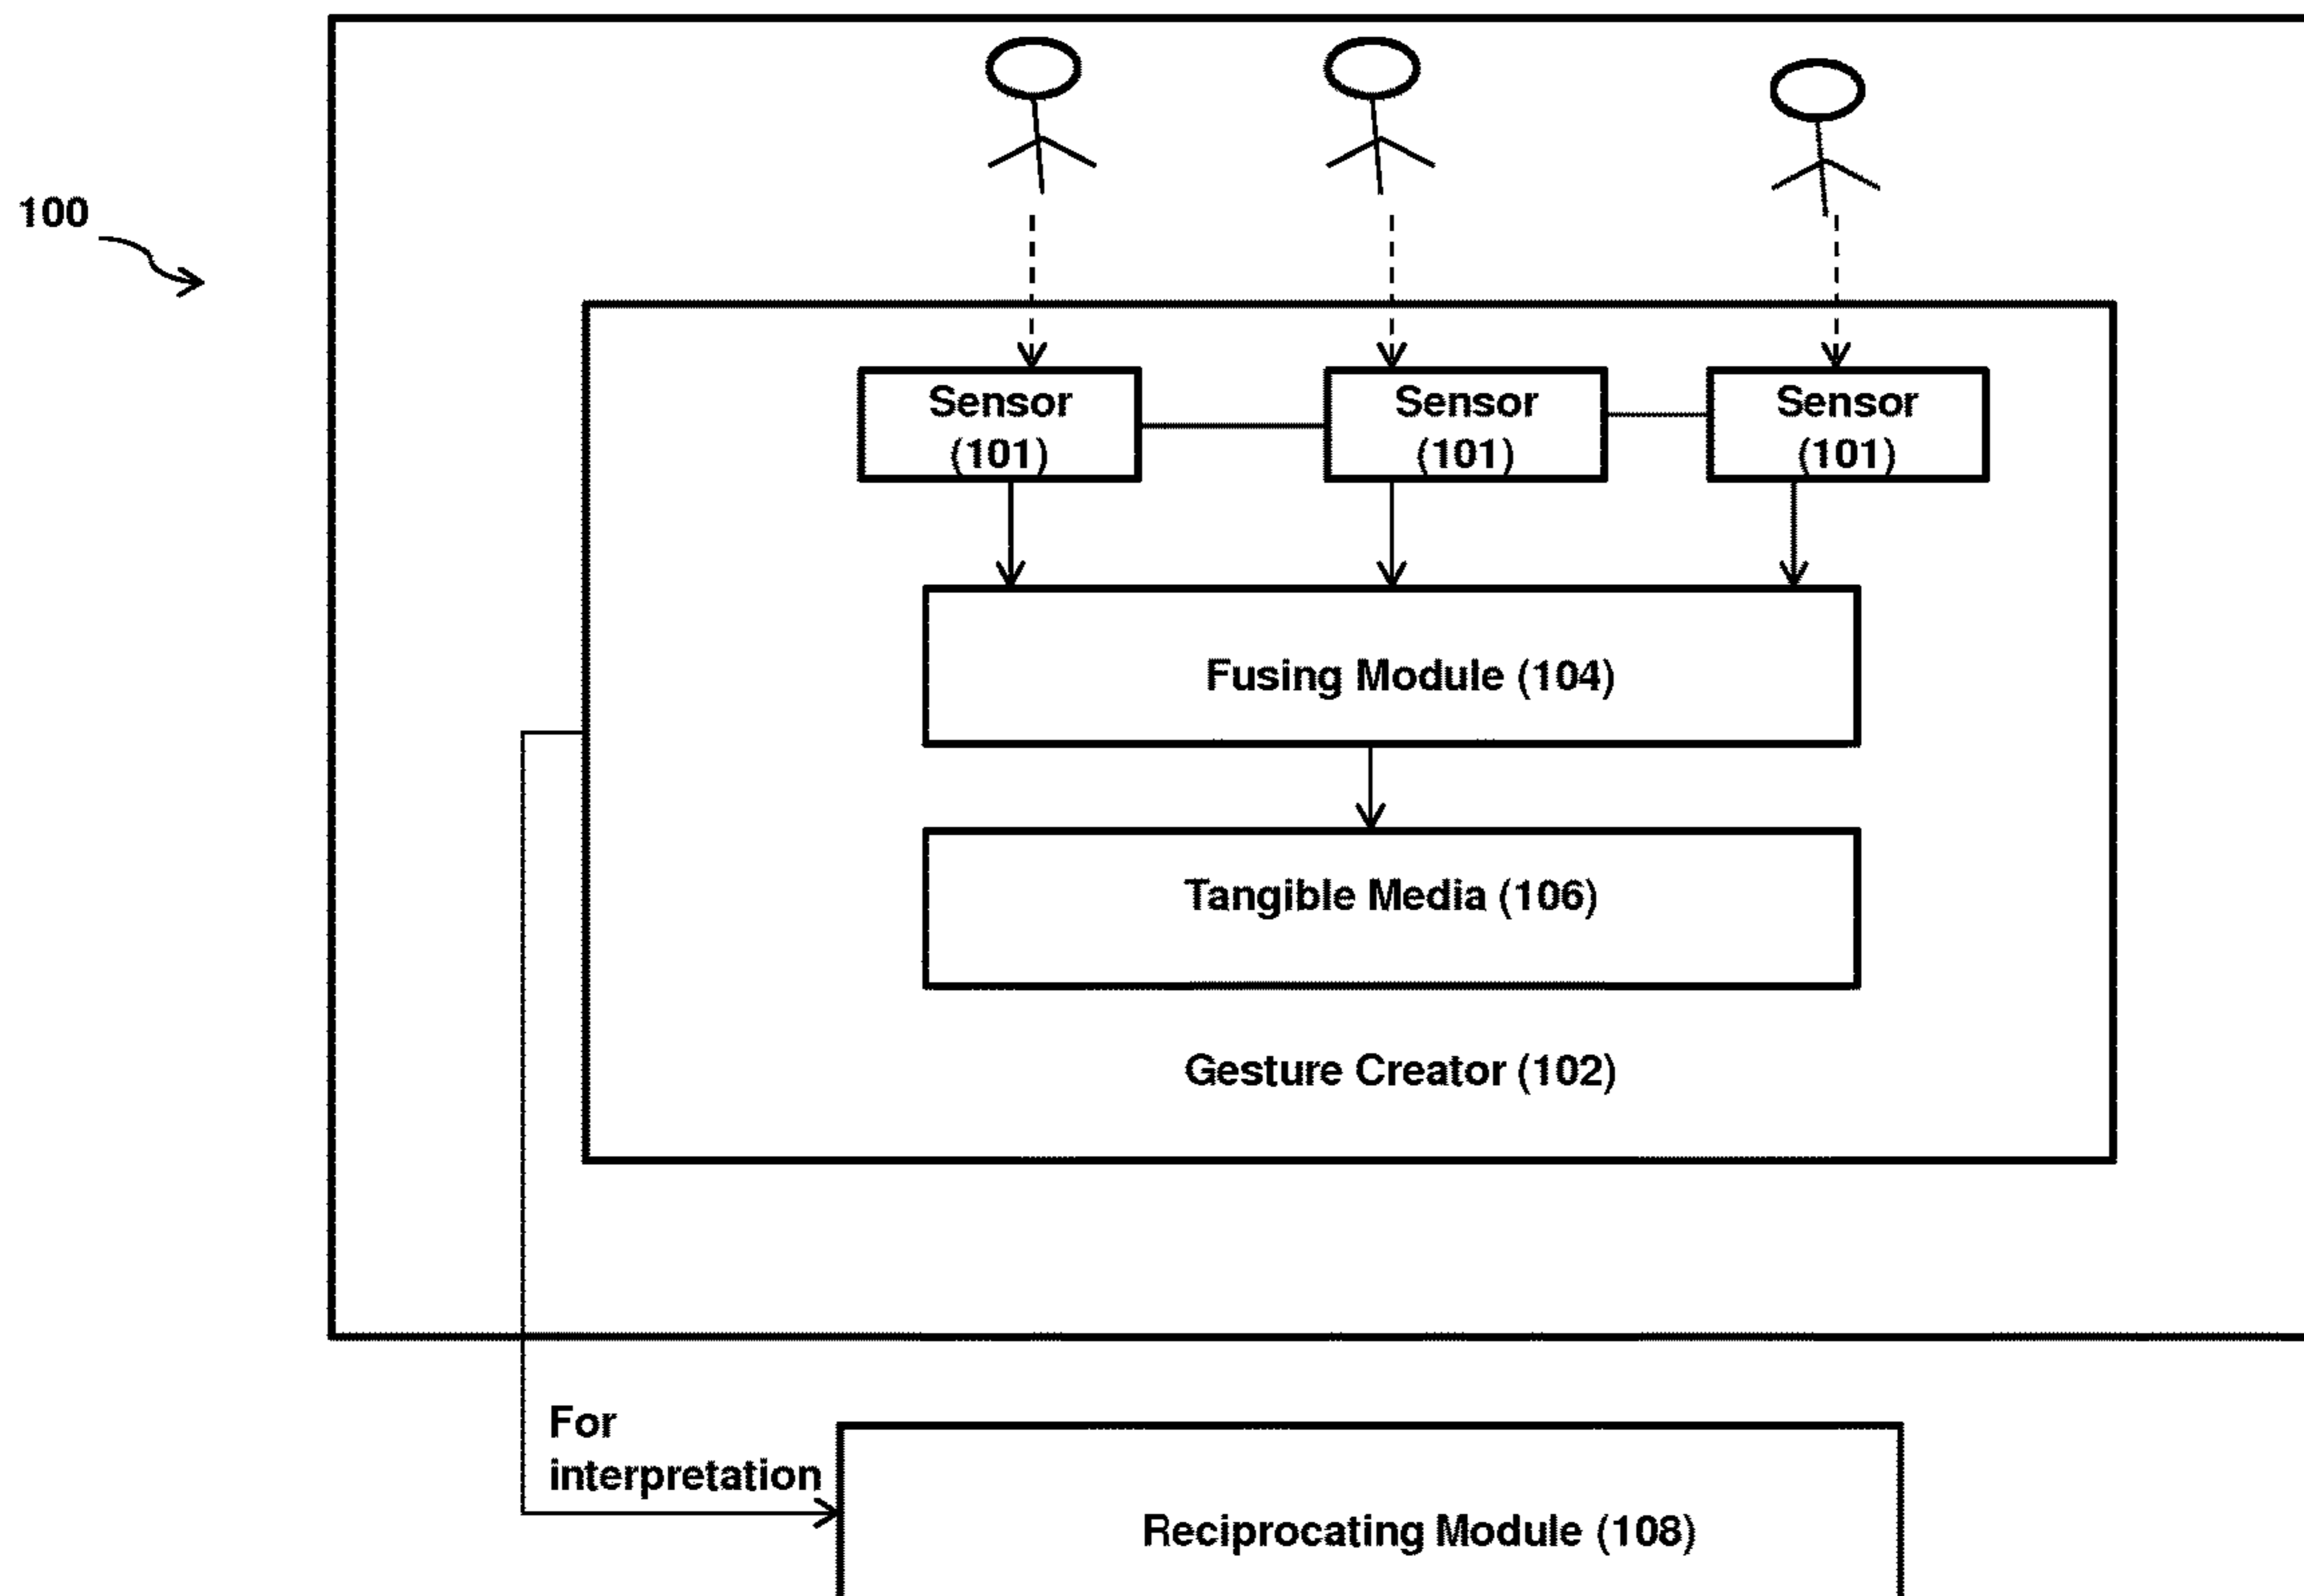 100
Sensor
(101)
Sensor
(101)
Sensor
(101)
Fusing Module (104)
Tangible Media (106)
Gesture Creator (102)
For
interpretation
Reciprocating Module (108)